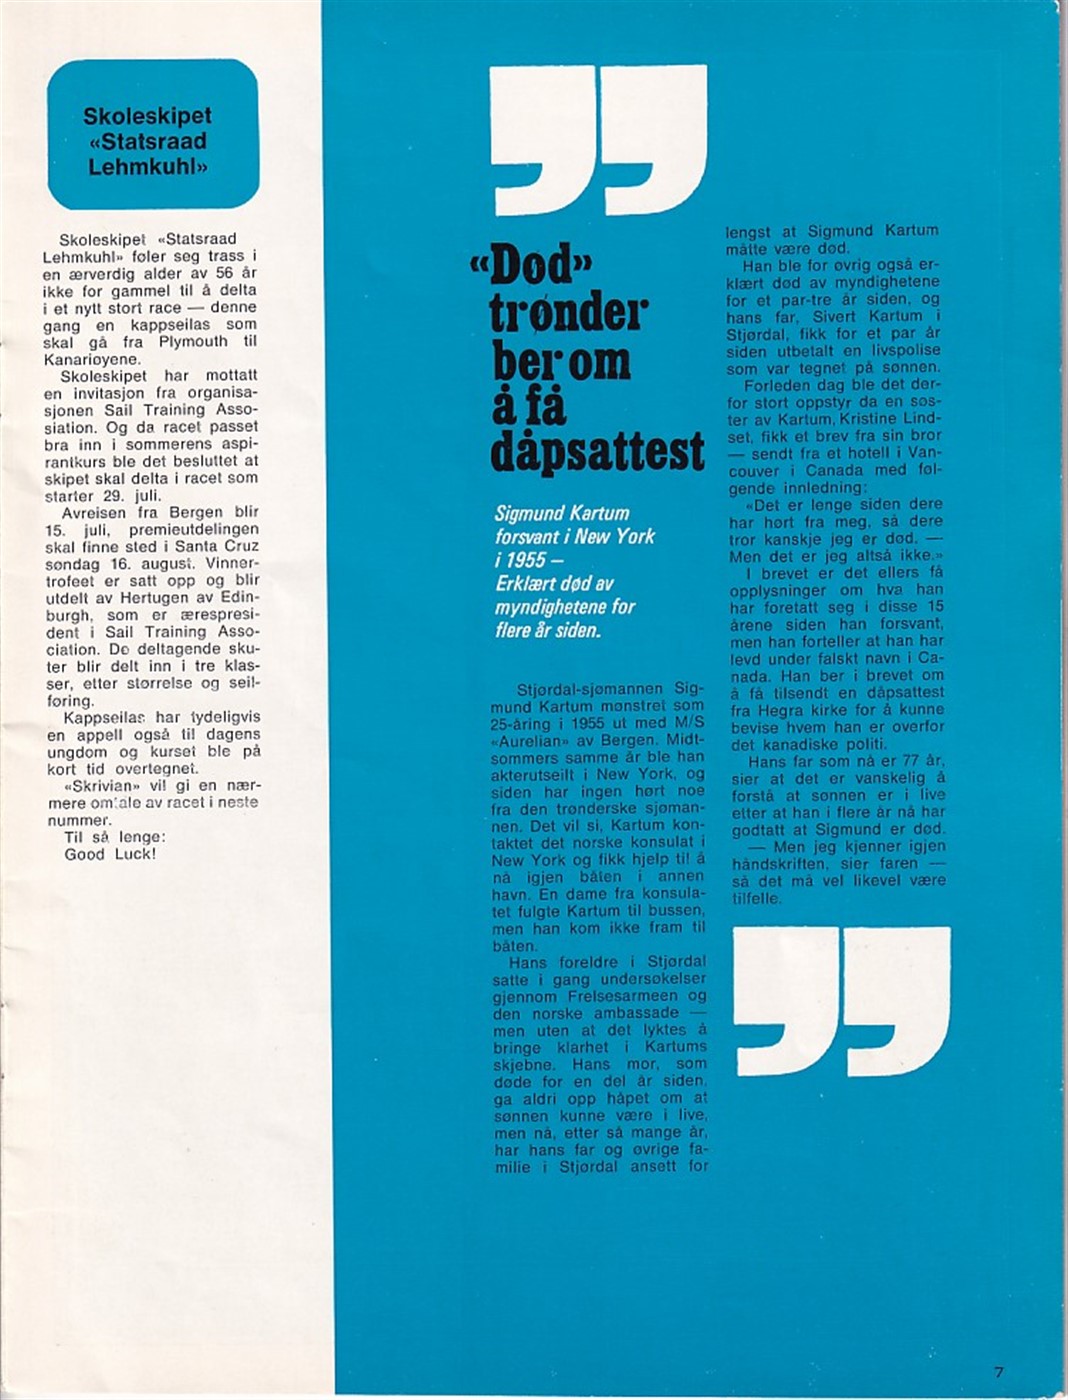 Skoleskipet
«Statsraad
Lehmkuhl»
Skoleskipet «Statsraad
Lehmkuhl» føler seg trass i
en ærverdig alder av 56 år
ikke for gammel til å delta
i et nytt stort race — denne
gang en kappseilas som
skal gå fra Plymouth til
Kanariøyene.
Skoleskipet har mottatt
en invitasjon fra organisa-
sjonen Sail Training Asso-
siation. Og da racet passet
bra inn i sommerens aspi-
rantkurs ble det besluttet at
skipet skal delta i racet som
starter 29. juli.
Avreisen fra Bergen blir
15. juli, premieutdelingen
skal finne sted i Santa Cruz
søndag 16. august. Vinner-
trofeet er satt opp og blir
utdelt av Hertugen av Edin-
burgh, som er ærespresi-
dent i Sail Training Asso-
ciation. De deltagende sku-
ter blir delt inn i tre klas-
ser, etter størrelse og seil-
føring.
Kappseilas har tydeligvis
en appell også til dagens
ungdom og kurset ble på
kort tid overtegnet.
«Skrivian» vil gi en nær-
mere omtale av racet i neste
nummer.
Til så lenge:
Good Luck!
”
«Død»
trønder
ber om
å få
dåpsattest
Sigmund Kartum
forsvant i New York
i 1955 –
Erklært død av
myndighetene for
flere år siden.
Stjørdal-sjømannen Sig-
mund Kartum mønstret som
25-åring i 1955 ut med M/S
«Aurelian» av Bergen. Midt-
sommers samme år ble han
akterutseilt i New York, og
siden har ingen hørt noe
fra den trønderske sjøman-
nen. Det vil si, Kartum kon-
taktet det norske konsulat i
New York og fikk hjelp til å
nå igjen båten i annen
havn. En dame fra konsula-
tet fulgte Kartum til bussen,
men han kom ikke fram til
båten.
Hans foreldre i Stjørdal
satte i gang undersøkelser
gjennom Frelsesarmeen og
den norske ambassade —
men uten at det lyktes å
bringe klarhet i Kartums
skjebne. Hans mor, som
døde for en del år siden,
ga aldri opp håpet om at
sønnen kunne være i live,
men nå, etter så mange år,
har hans far og øvrige fa-
milie i Stjørdal ansett for
lengst at Sigmund Kartum
måtte være død.
Han ble for øvrig også er-
klært død av myndighetene
for et par-tre år siden, og
hans far, Sivert Kartum i
Stjørdal, fikk for et par år
siden utbetalt en livspolise
som var tegnet på sønnen.
Forleden dag ble det der-
for stort oppstyr da en søs-
ter av Kartum, Kristine Lind-
set, fikk et brev fra sin bror
— sendt fra et hotell i Van-
couver i Canada med føl-
gende innledning:
«Det er lenge siden dere
har hørt fra meg, så dere
tror kanskje jeg er død. —
Men det er jeg altså ikke.»
I brevet er det ellers få
opplysninger om hva han
har foretatt seg i disse 15
årene siden han forsvant,
men han forteller at han har
levd under falskt navn i Ca-
nada. Han ber i brevet om
å få tilsendt en dåpsattest
fra Hegra kirke for å kunne
bevise hvem han er overfor
det kanadiske politi.
Hans far som nå er 77 år,
sier at det er vanskelig å
forstå at sønnen er i live
etter at han i flere år nå har
godtatt at Sigmund er død.
— Men jeg kjenner igjen
håndskriften, sier faren —
så det må vel likevel være
tilfelle.
”
7